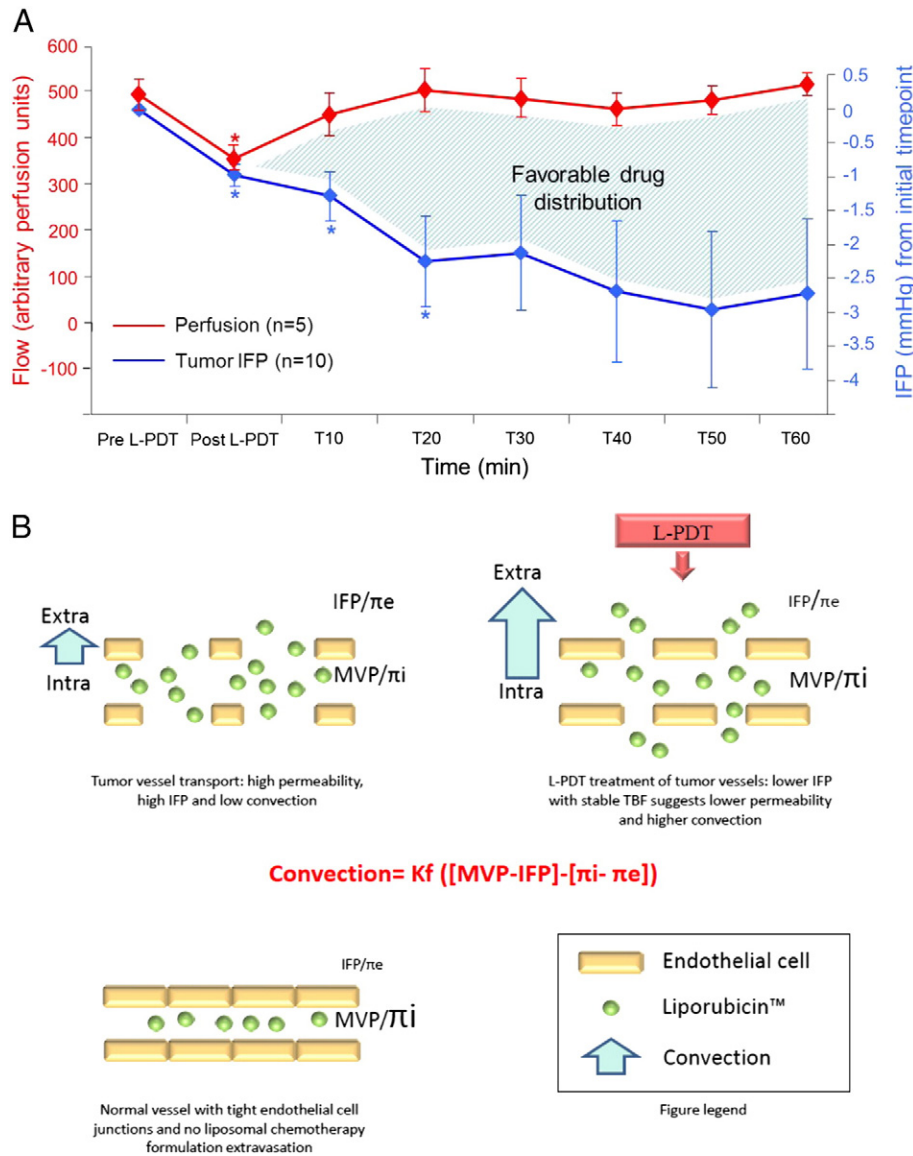 A
600
500
400
300
200
100
0
-100
Flow (arbitrary perfusion units)
0.5
0
-0.5
-1
-1.5
-2
-2.5
-3
-3.5
-4
IFP (mmHq) from initial timepoint
*
*
*
*
Favorable drug
distribution
Perfusion (n=5)
Tumor IFP (n=10)
Pre L-PDT
Post L-PDT
T10
T20
T30
T40
T50
T60
Time (min)
B
Extra
Intra
IFP/πe
MVP/πi
Tumor vessel transport: high permeability,
high IFP and low convection
L-PDT
Extra
Intra
IFP/πe
MVP/πi
L-PDT treatment of tumor vessels: lower IFP
with stable TBF suggests lower permeability
and higher convection
Convection= Kf ([MVP-IFP]-[πi- πe])
IFP/πe
MVP/πi
Normal vessel with tight endothelial cell
junctions and no liposomal chemotherapy
formulation extravasation
Endothelial cell
Liporubicin™
Convection
Figure legend